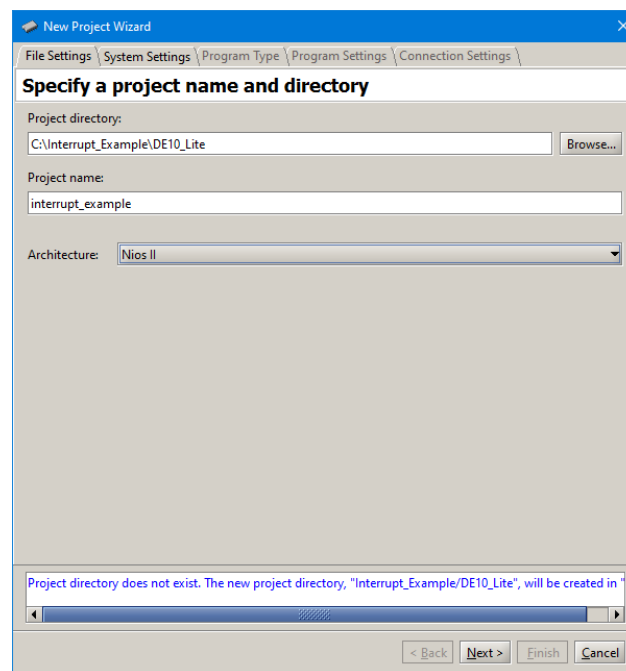 New Project Wizard
File Settings System Settings Program Type Program Settings Connection Settings
Specify a project name and directory
Project directory:
C:\Interrupt_Example\DE10_Lite Browse...
Project name:
interrupt_example
Architecture: Nios II
Project directory does not exist. The new project directory, "Interrupt_Example/DE10_Lite", will be created in "
< Back Next > Finish Cancel